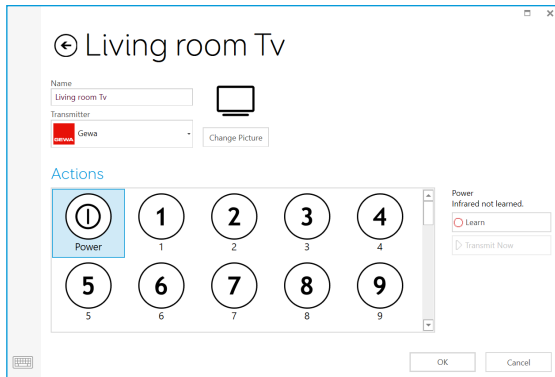 Living room Tv
Name
Living room Tv
Transmitter
GEWA Gewa
Change Picture
Actions
Power
Infrared not learned.
1 2 3 4
Power 1 2 3 4
Learn
Transmit Now
5 6 7 8 9
5 6 7 8 9
OK Cancel